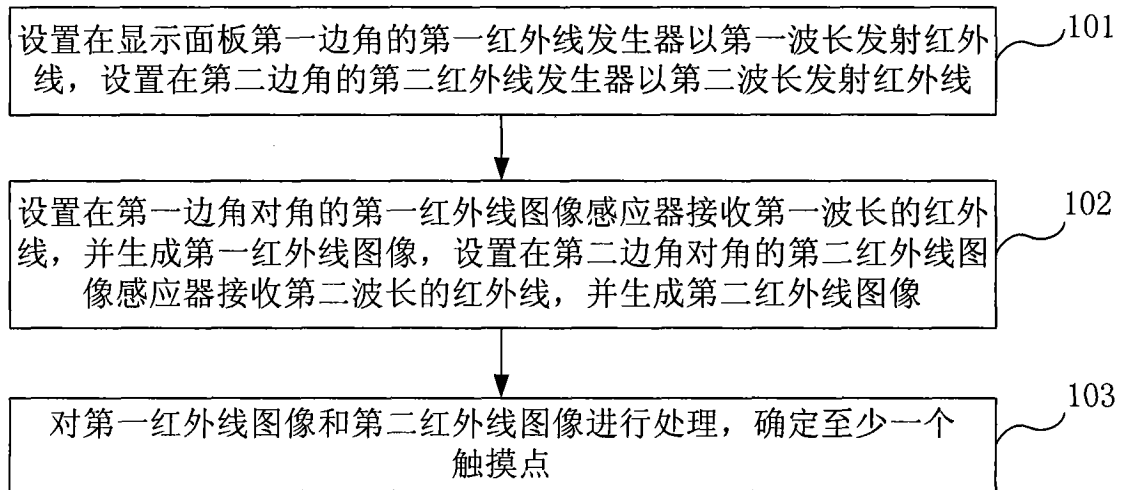 设置在显示面板第一边角的第一红外线发生器以第一波长发射红外
线，设置在第二边角的第二红外线发生器以第二波长发射红外线
101
设置在第一边角对角的第一红外线图像感应器接收第一波长的红外
线，并生成第一红外线图像，设置在第二边角对角的第二红外线图
像感应器接收第二波长的红外线，并生成第二红外线图像
102
对第一红外线图像和第二红外线图像进行处理，确定至少一个
触摸点
103